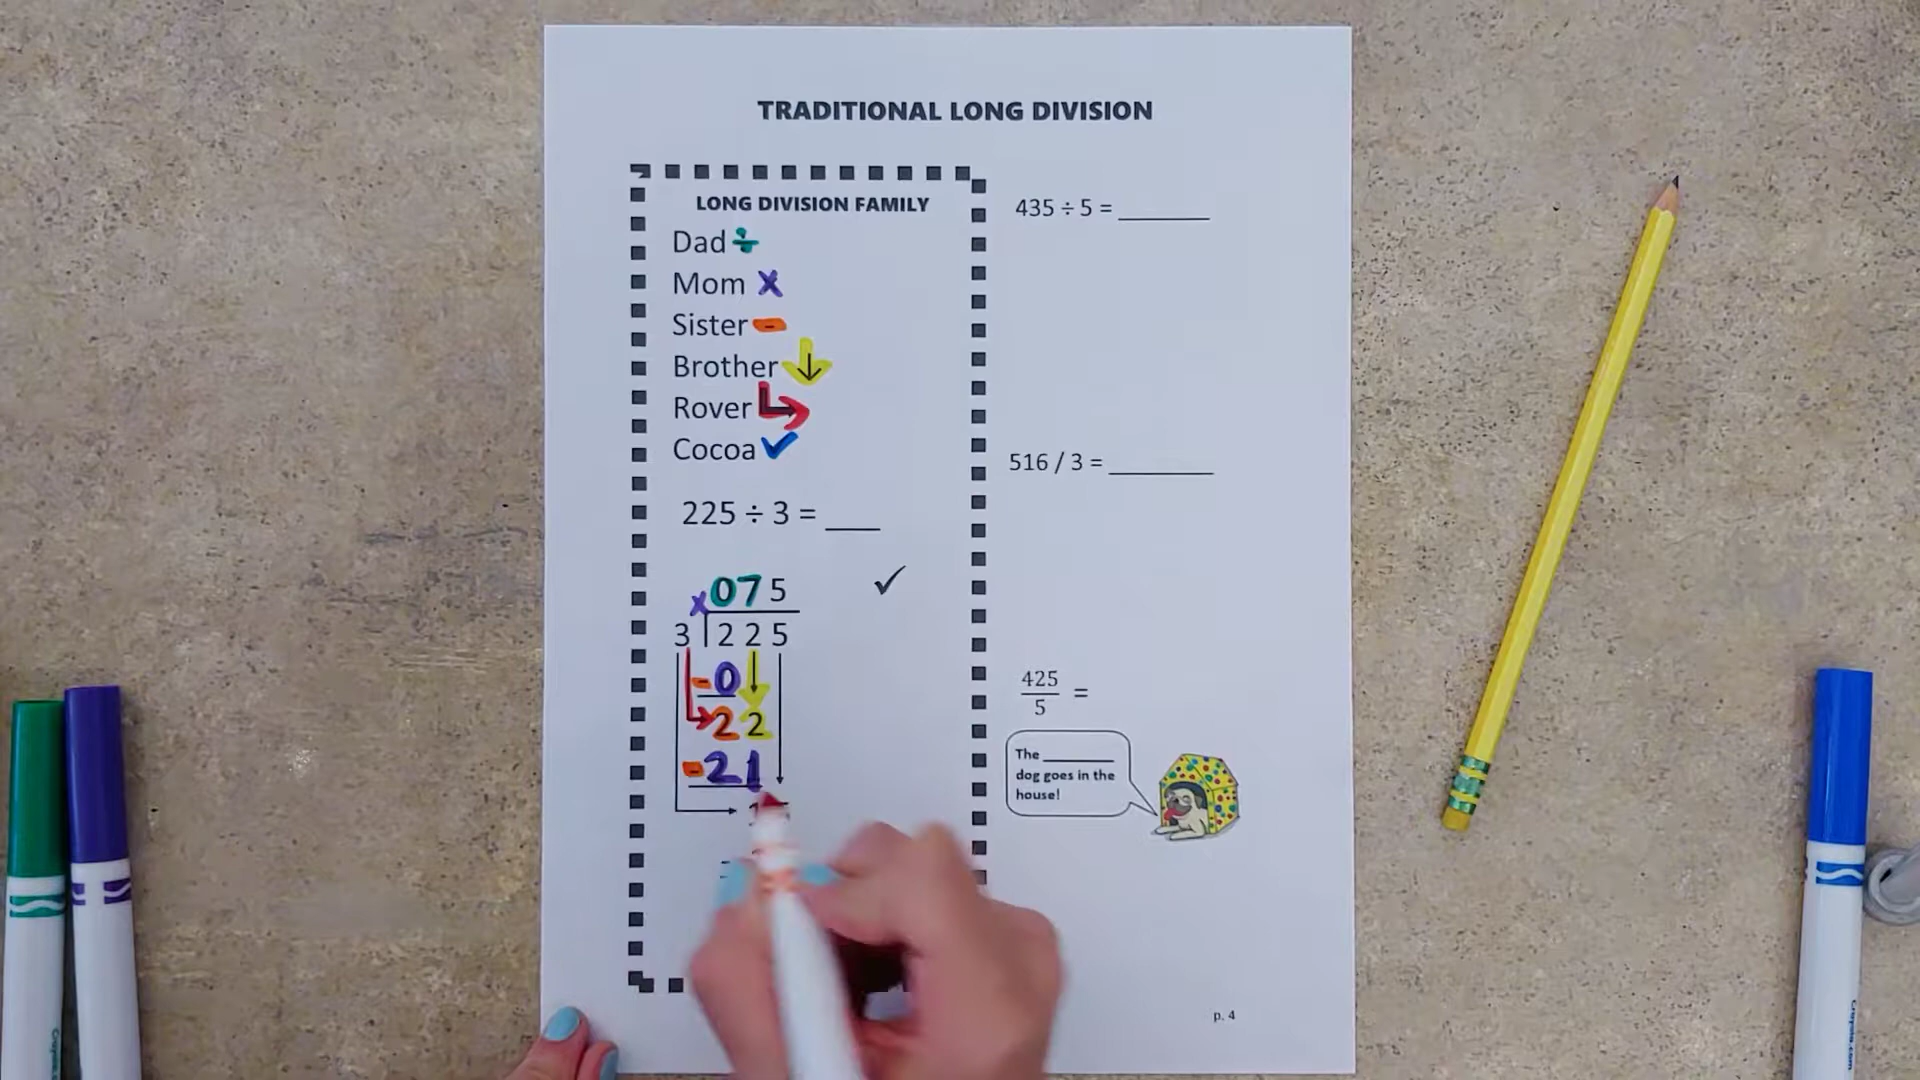 TRADITIONAL LONG DIVISION
LONG DIVISION FAMILY
Dad ÷
Mom x
Sister -
Brother ↓
Rover ↳
Cocoa ✓
225 ÷ 3 = ____
075 ✓
x
3 225
-0
22
-21
435 ÷ 5 = ________
516 / 3 = ________
425
5 =
The ________
dog goes in the
house!
p. 4